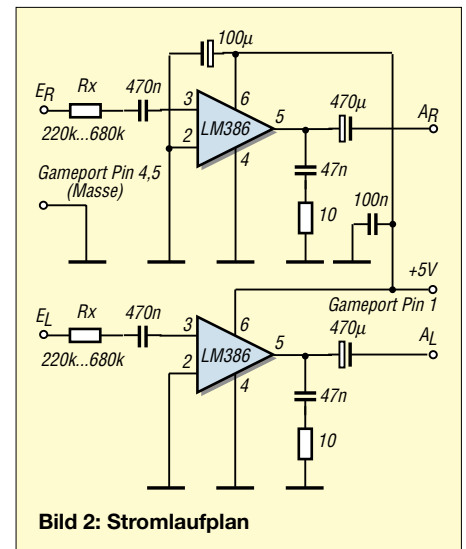 100µ
E_R
Rx
470n
3
6
5
470µ
A_R
LM386
220k...680k
2
4
47n
Gameport Pin 4,5
(Masse)
100n
10
+5V
Gameport Pin 1
E_L
Rx
470n
3
6
5
470µ
A_L
LM386
220k...680k
2
4
47n
10
Bild 2: Stromlaufplan